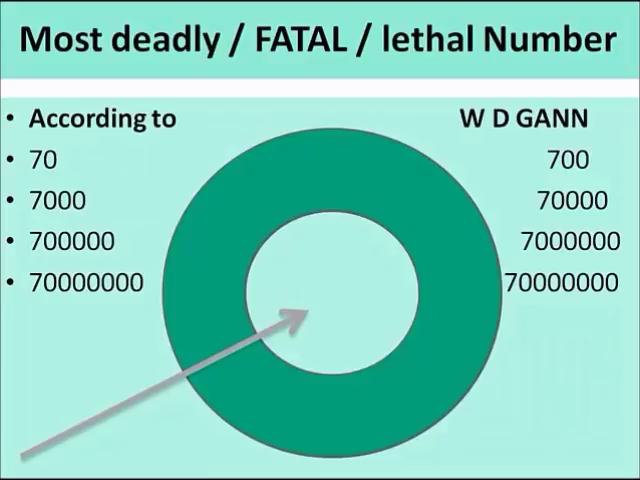 Most deadly / FATAL / lethal Number
• According to W D GANN
• 70 700
• 7000 70000
• 700000 7000000
• 70000000 70000000